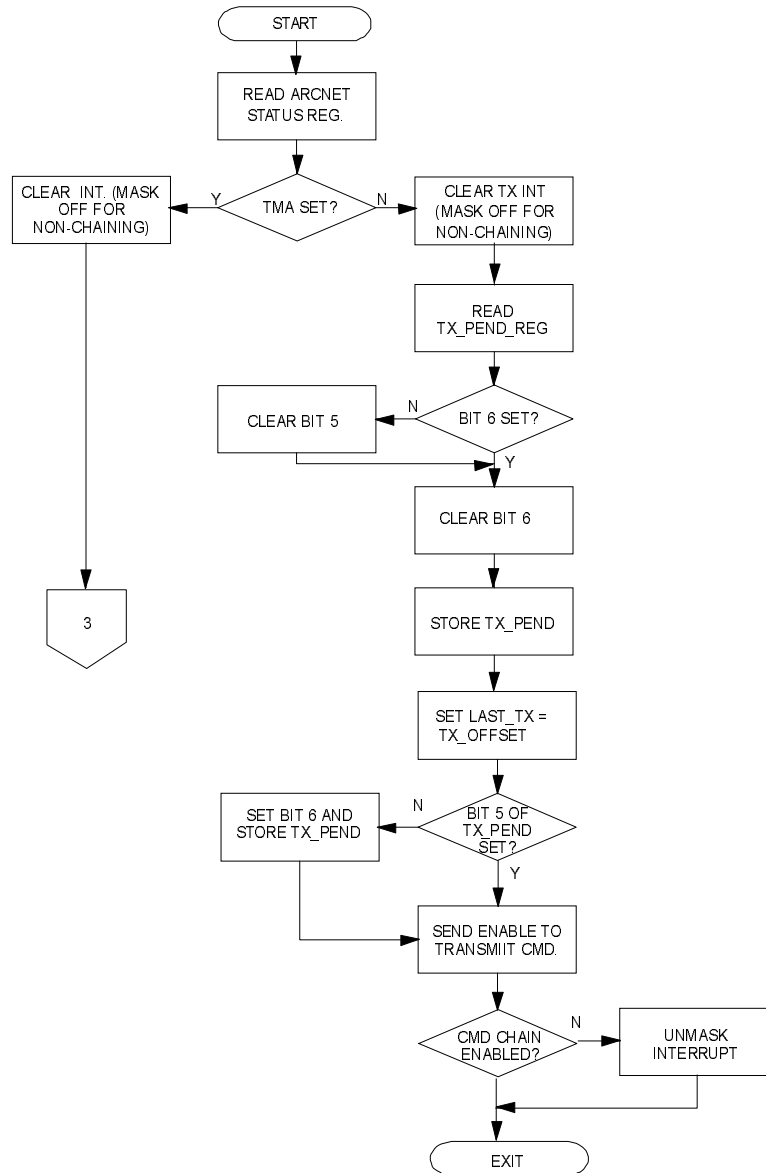 START
READ ARCNET
STATUS REG.
CLEAR INT. (MASK
OFF FOR
NON-CHAINING)
Y
TMA SET?
N
CLEAR TX INT
(MASK OFF FOR
NON-CHAINING)
READ
TX_PEND_REG
CLEAR BIT 5
N
BIT 6 SET?
Y
CLEAR BIT 6
3
STORE TX_PEND
SET LAST_TX =
TX_OFFSET
SET BIT 6 AND
STORE TX_PEND
N
BIT 5 OF
TX_PEND
SET?
Y
SEND ENABLE TO
TRANSMIIT CMD.
CMD CHAIN
ENABLED?
N
UNMASK
INTERRUPT
EXIT